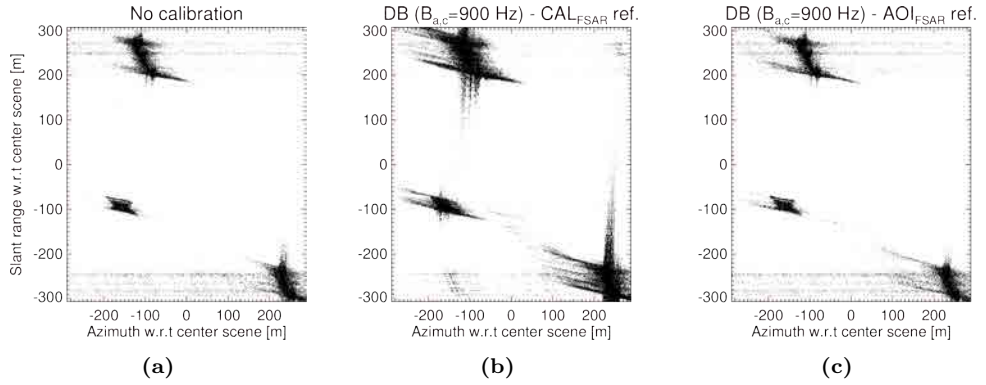 No calibration
DB (Ba,c=900 Hz) - CALFSAR ref.
DB (Ba,c=900 Hz) - AOIFSAR ref.
Slant range w.r.t center scene [m]
300
200
100
0
-100
-200
-300
-200 -100 0 100 200
Azimuth w.r.t center scene [m]
300
200
100
0
-100
-200
-300
-200 -100 0 100 200
Azimuth w.r.t center scene [m]
300
200
100
0
-100
-200
-300
-200 -100 0 100 200
Azimuth w.r.t center scene [m]
(a)
(b)
(c)